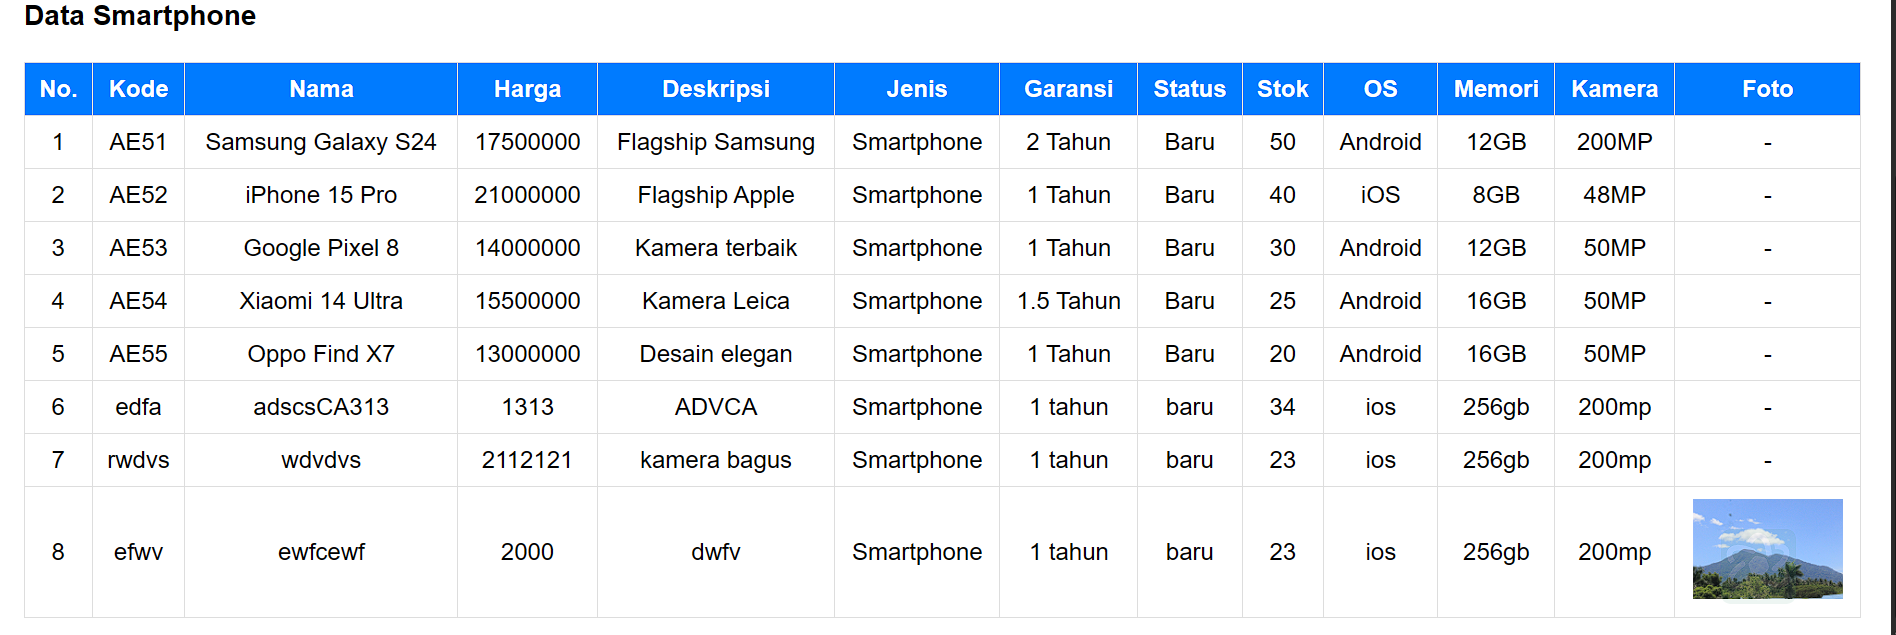 Data Smartphone
No. Kode Nama Harga Deskripsi Jenis Garansi Status Stok OS Memori Kamera Foto
1 AE51 Samsung Galaxy S24 17500000 Flagship Samsung Smartphone 2 Tahun Baru 50 Android 12GB 200MP -
2 AE52 iPhone 15 Pro 21000000 Flagship Apple Smartphone 1 Tahun Baru 40 iOS 8GB 48MP -
3 AE53 Google Pixel 8 14000000 Kamera terbaik Smartphone 1 Tahun Baru 30 Android 12GB 50MP -
4 AE54 Xiaomi 14 Ultra 15500000 Kamera Leica Smartphone 1.5 Tahun Baru 25 Android 16GB 50MP -
5 AE55 Oppo Find X7 13000000 Desain elegan Smartphone 1 Tahun Baru 20 Android 16GB 50MP -
6 edfa adscsCA313 1313 ADVCA Smartphone 1 tahun baru 34 ios 256gb 200mp -
7 rwdvs wdvdvs 2112121 kamera bagus Smartphone 1 tahun baru 23 ios 256gb 200mp -
8 efwv ewfcewf 2000 dwfv Smartphone 1 tahun baru 23 ios 256gb 200mp